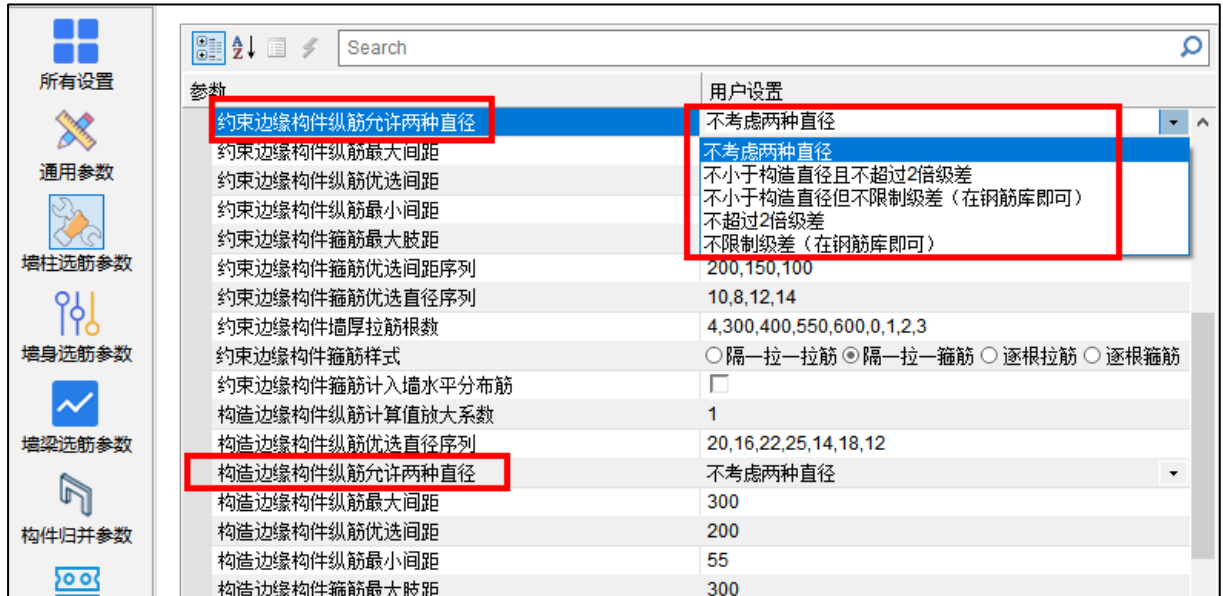 所有设置
通用参数
墙柱选筋参数
墙身选筋参数
墙梁选筋参数
构件归并参数
Search
参数 用户设置
约束边缘构件纵筋允许两种直径 不考虑两种直径
约束边缘构件纵筋最大间距
约束边缘构件纵筋优选间距
约束边缘构件纵筋最小间距
约束边缘构件箍筋最大肢距
不考虑两种直径
不小于构造直径且不超过2倍级差
不小于构造直径但不限制级差（在钢筋库即可）
不超过2倍级差
不限制级差（在钢筋库即可）
约束边缘构件箍筋优选间距序列 200,150,100
约束边缘构件箍筋优选直径序列 10,8,12,14
约束边缘构件墙厚拉筋根数 4,300,400,550,600,0,1,2,3
约束边缘构件箍筋样式 隔一拉一拉筋 隔一拉一箍筋 逐根拉筋 逐根箍筋
约束边缘构件箍筋计入墙水平分布筋
构造边缘构件纵筋计算值放大系数 1
构造边缘构件纵筋优选直径序列 20,16,22,25,14,18,12
构造边缘构件纵筋允许两种直径 不考虑两种直径
构造边缘构件纵筋最大间距 300
构造边缘构件纵筋优选间距 200
构造边缘构件纵筋最小间距 55
构造边缘构件箍筋最大肢距 300